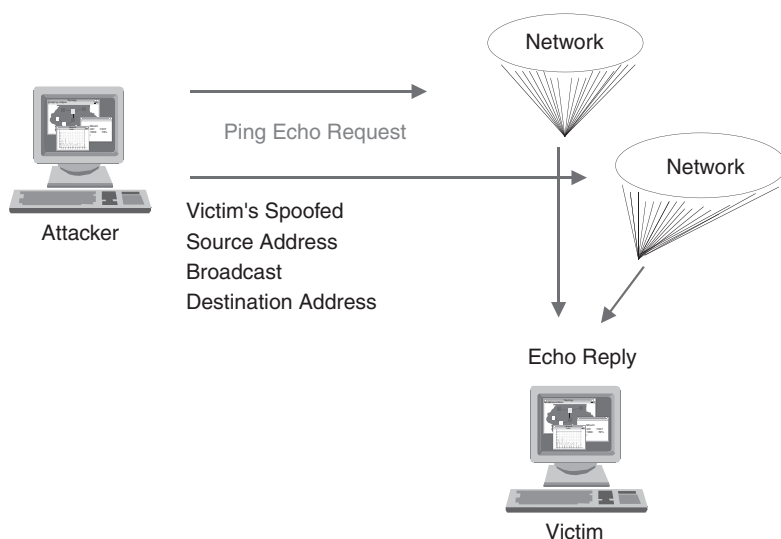 Network
Ping Echo Request
Network
Attacker
Victim's Spoofed
Source Address
Broadcast
Destination Address
Echo Reply
Victim